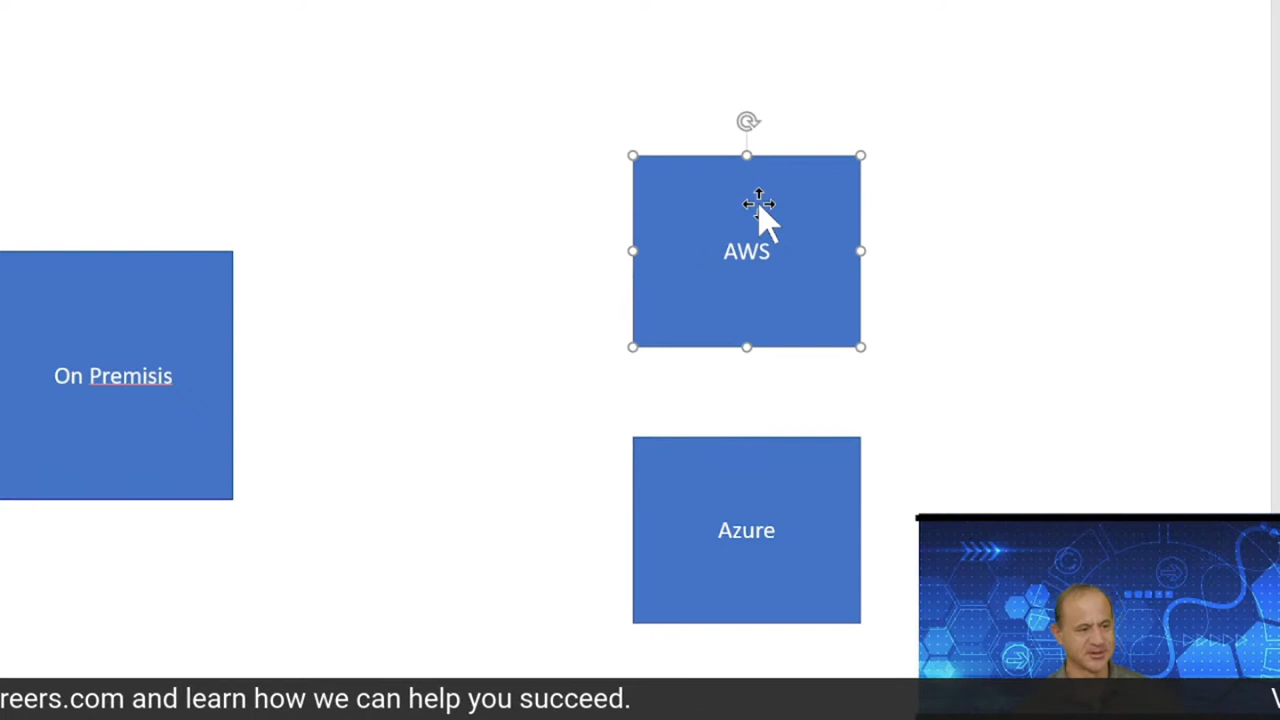 AWS
On Premisis
Azure
reers.com and learn how we can help you succeed.